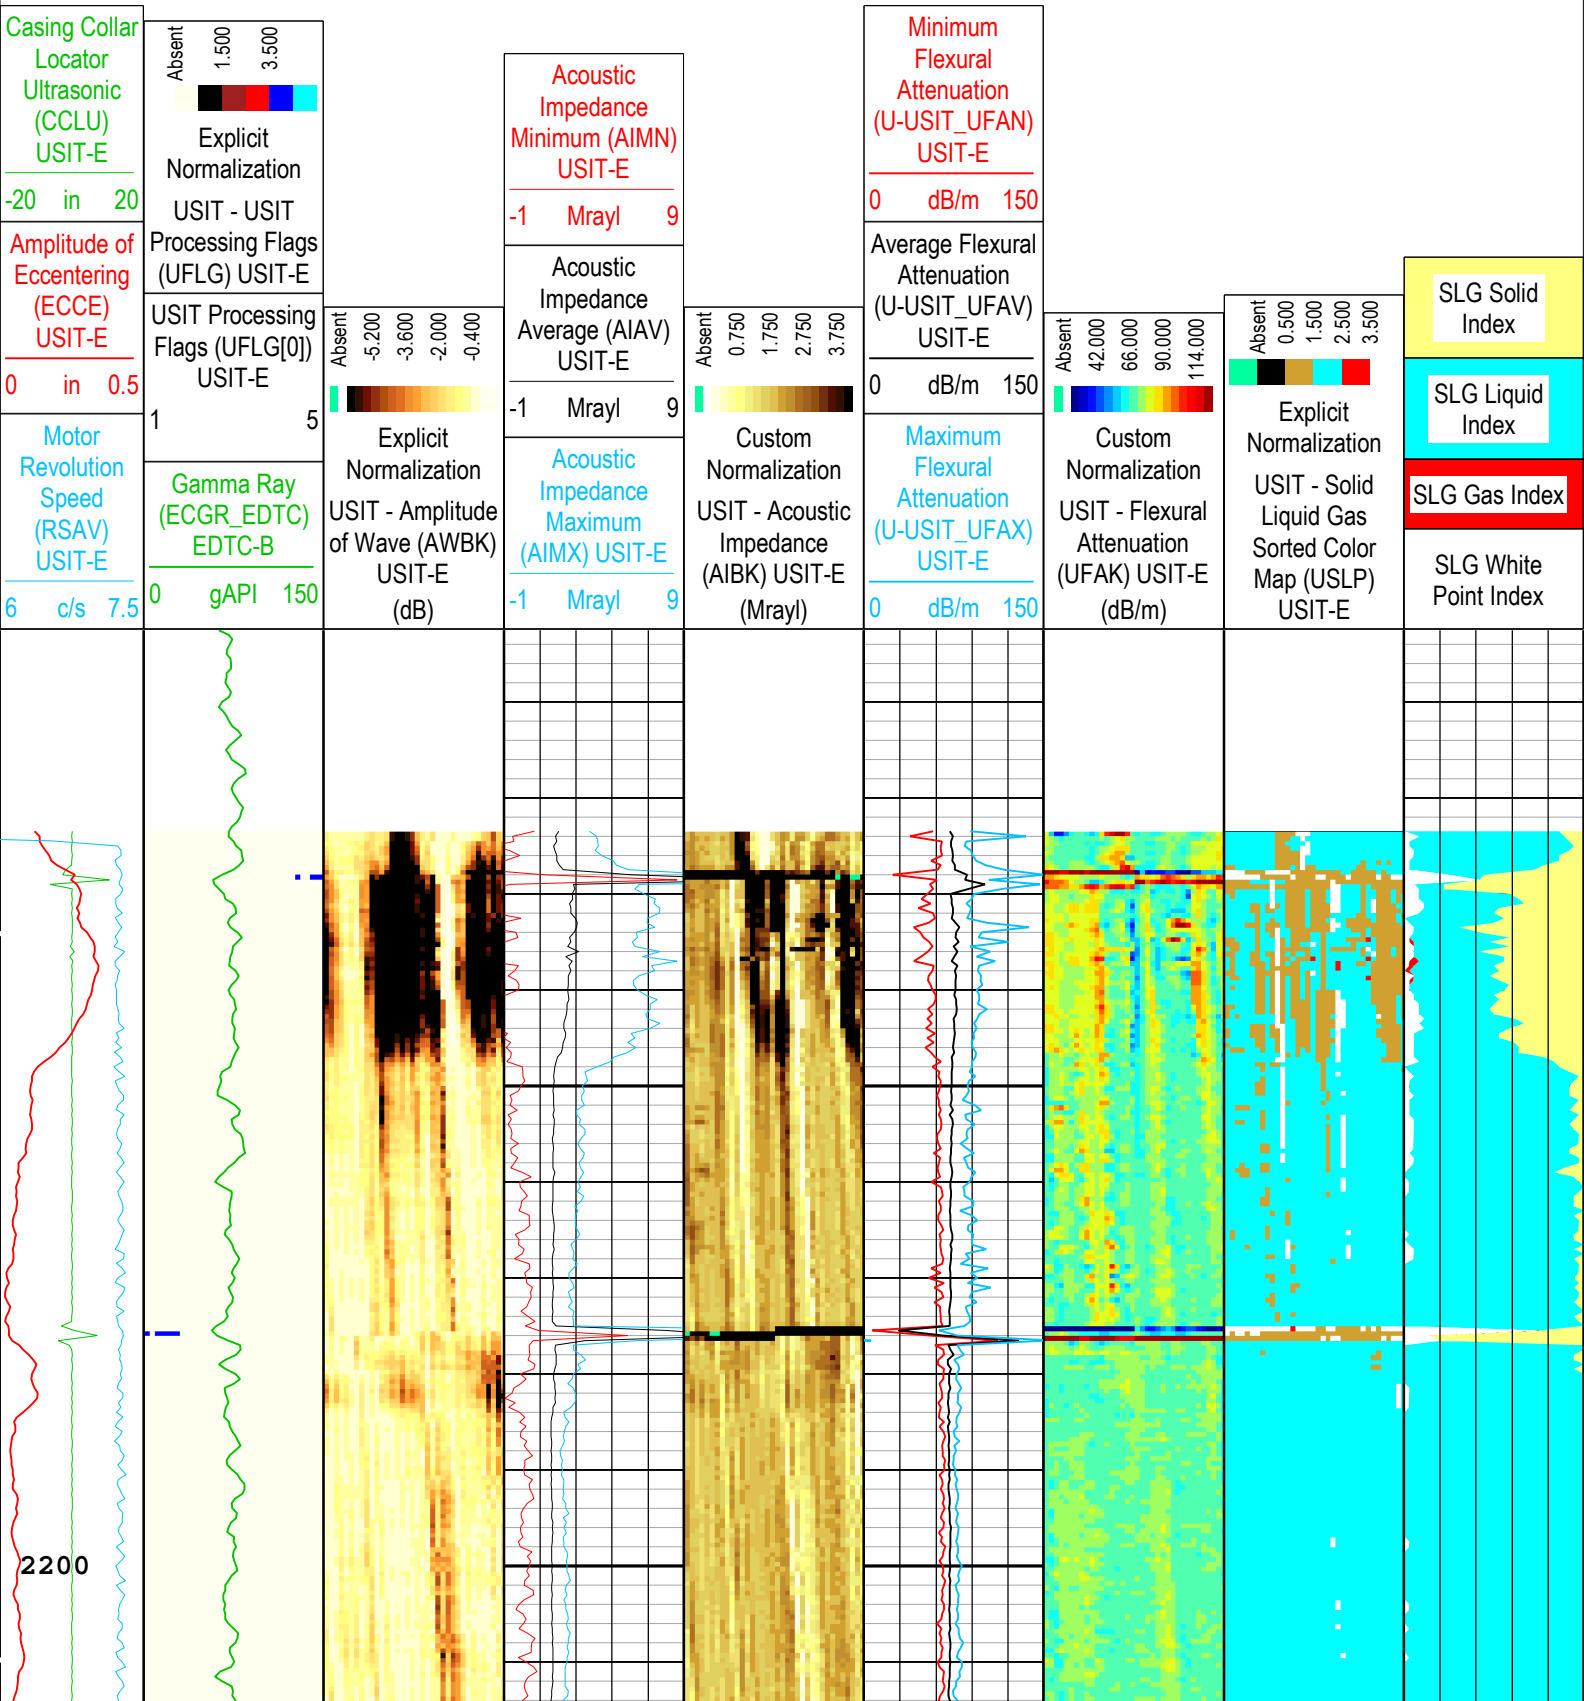 Casing Collar
Locator
Ultrasonic
(CCLU)
USIT-E
-20 in 20
Amplitude of
Eccentering
(ECCE)
USIT-E
0 in 0.5
Motor
Revolution
Speed
(RSAV)
USIT-E
6 c/s 7.5
Absent
1.500
3.500
Explicit
Normalization
USIT - USIT
Processing Flags
(UFLG) USIT-E
USIT Processing
Flags (UFLG[0])
USIT-E
1 5
Gamma Ray
(ECGR_EDTC)
EDTC-B
0 gAPI 150
Absent
-5.200
-3.600
-2.000
-0.400
Explicit
Normalization
USIT - Amplitude
of Wave (AWBK)
USIT-E
(dB)
Acoustic
Impedance
Minimum (AIMN)
USIT-E
-1 Mrayl 9
Acoustic
Impedance
Average (AIAV)
USIT-E
-1 Mrayl 9
Acoustic
Impedance
Maximum
(AIMX) USIT-E
-1 Mrayl 9
Absent
0.750
1.750
2.750
3.750
Custom
Normalization
USIT - Acoustic
Impedance
(AIBK) USIT-E
(Mrayl)
Minimum
Flexural
Attenuation
(U-USIT_UFAN)
USIT-E
0 dB/m 150
Average Flexural
Attenuation
(U-USIT_UFAV)
USIT-E
0 dB/m 150
Maximum
Flexural
Attenuation
(U-USIT_UFAX)
USIT-E
0 dB/m 150
Absent
42.000
66.000
90.000
114.000
Custom
Normalization
USIT - Flexural
Attenuation
(UFAK) USIT-E
(dB/m)
Absent
0.500
1.500
2.500
3.500
Explicit
Normalization
USIT - Solid
Liquid Gas
Sorted Color
Map (USLP)
USIT-E
SLG Solid
Index
SLG Liquid
Index
SLG Gas Index
SLG White
Point Index
2200